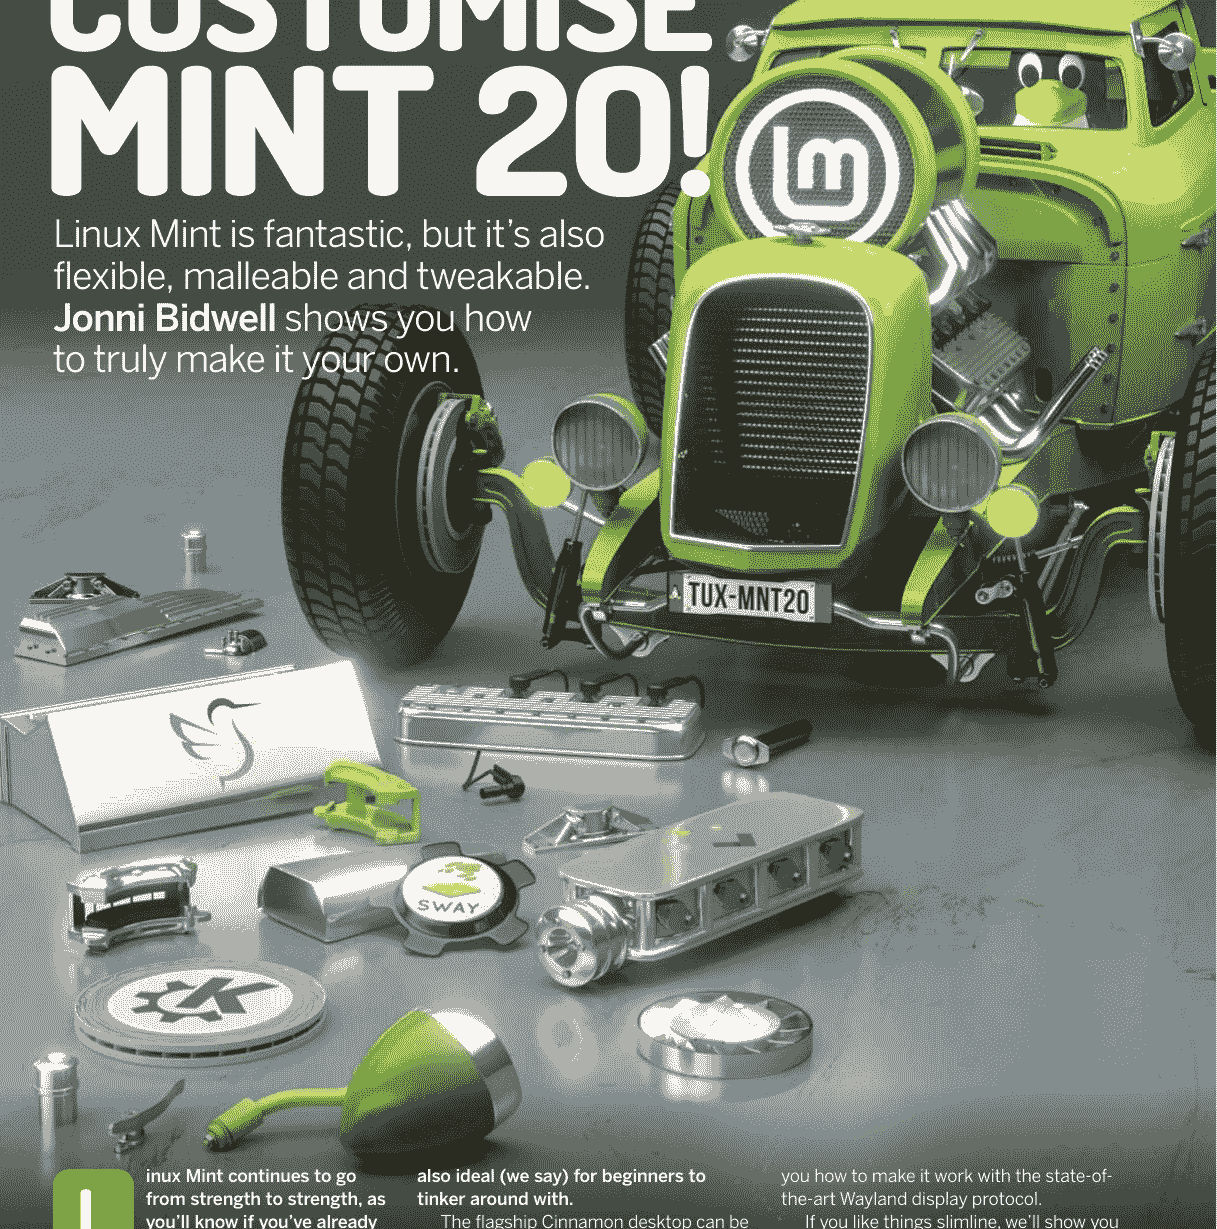 CUSTOMISE
MINT 20!
Linux Mint is fantastic, but it's also
flexible, malleable and tweakable.
Jonni Bidwell shows you how
to truly make it your own.
lm
TUX-MNT20
SWAY
K
Linux Mint continues to go
from strength to strength, as
you'll know if you've already
also ideal (we say) for beginners to
tinker around with.
The flagship Cinnamon desktop can be
you how to make it work with the state-of-
the-art Wayland display protocol.
If you like things slimline, we'll show you